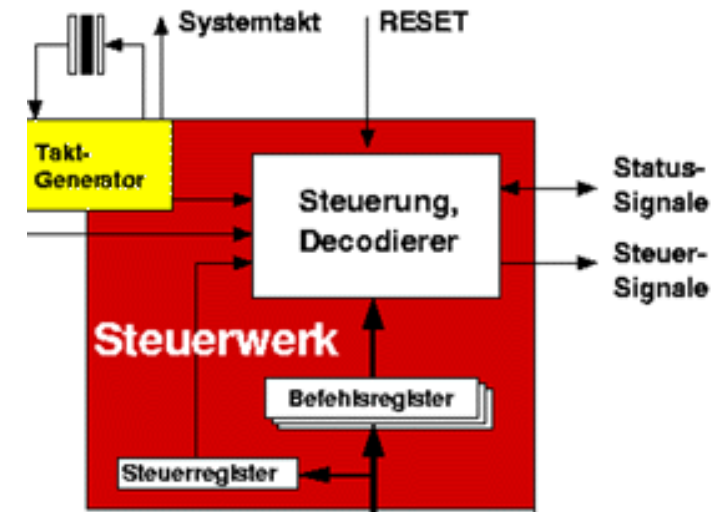 Systemtakt
RESET
Takt-
Generator
Steuerung,
Decodierer
Status-
Signale
Steuer-
Signale
Steuerwerk
Befehlsregister
Steuerregister